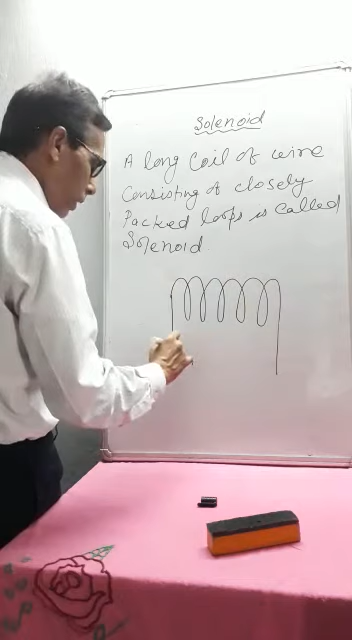 Solenoid
A long coil of wire
Consisting of closely
Packed loops is called
Solenoid